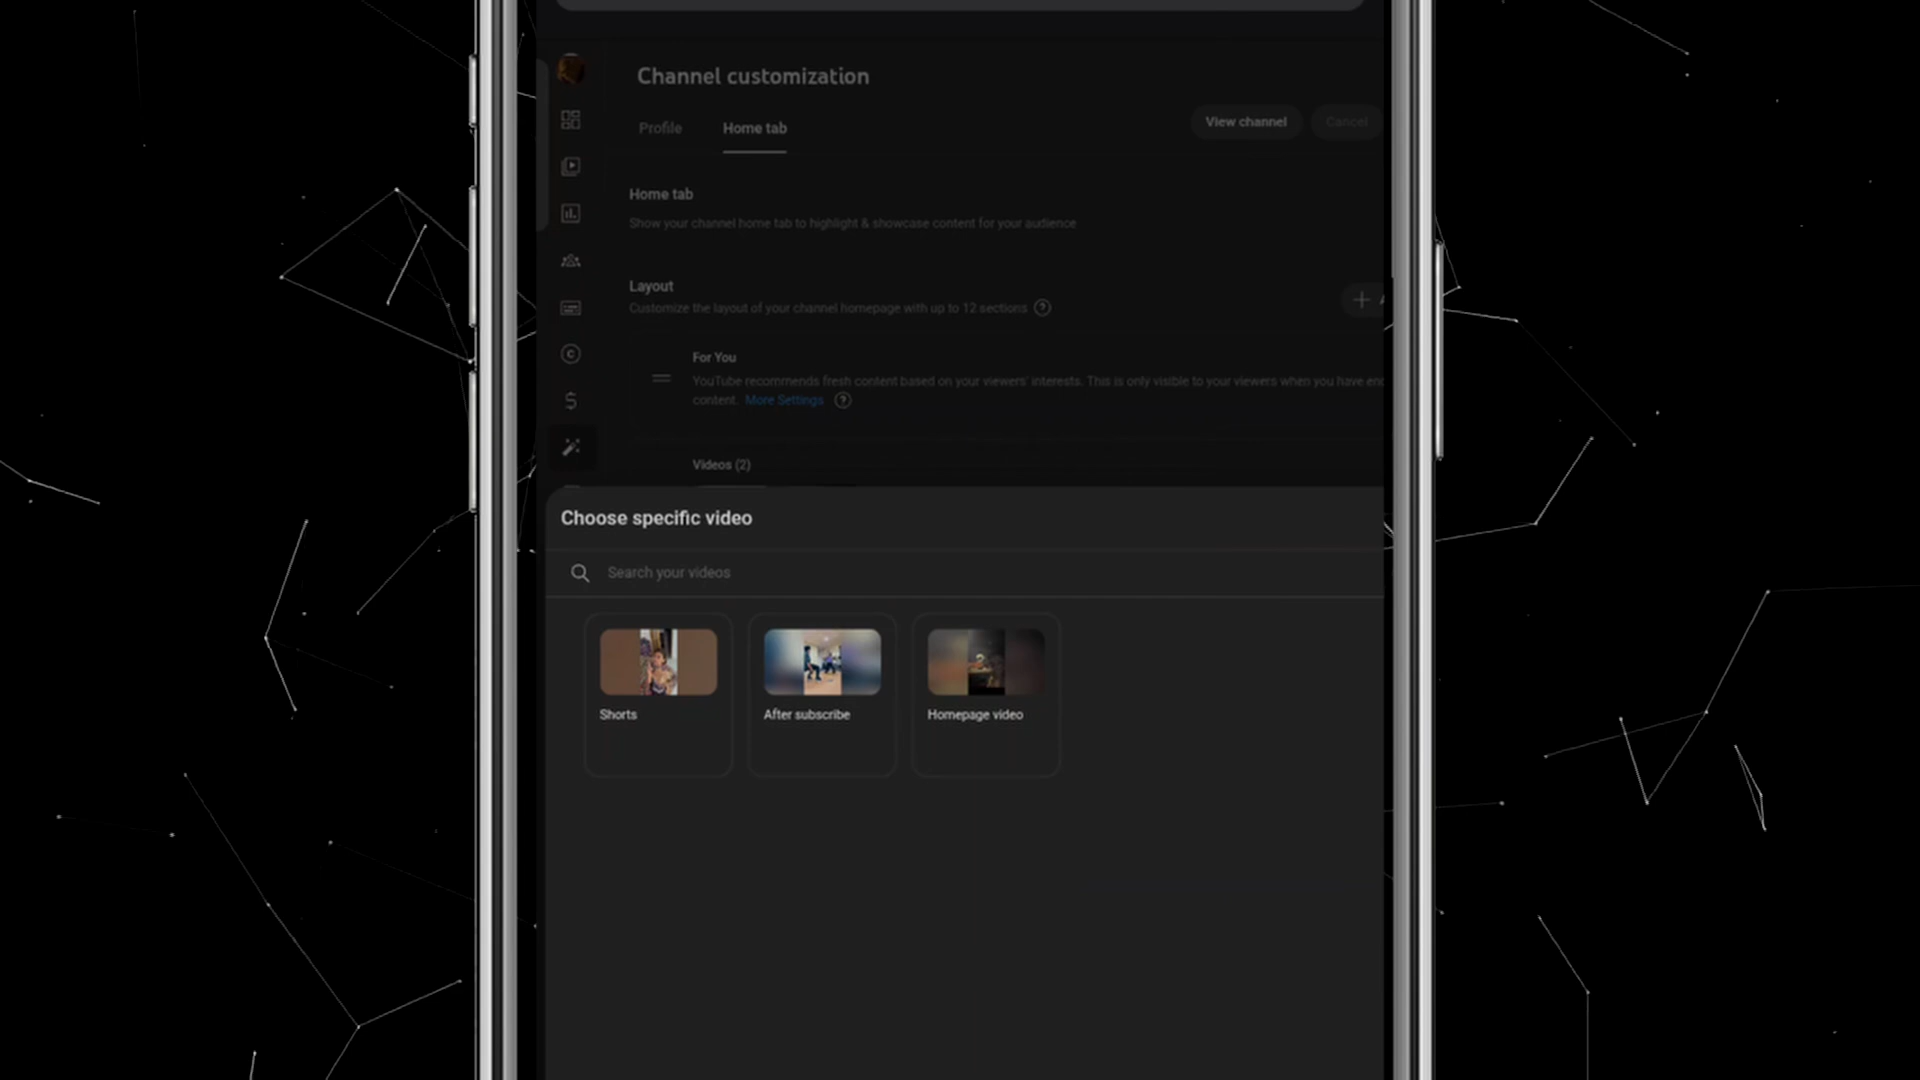 Channel customization
Profile
Home tab
View channel
Cancel
Home tab
Show your channel home tab to highlight & showcase content for your audience
Layout
Customize the layout of your channel homepage with up to 12 sections
For You
YouTube recommends fresh content based on your viewers' interests. This is only visible to your viewers when you have
content. More Settings
Videos (2)
Choose specific video
Search your videos
Shorts
After subscribe
Homepage video